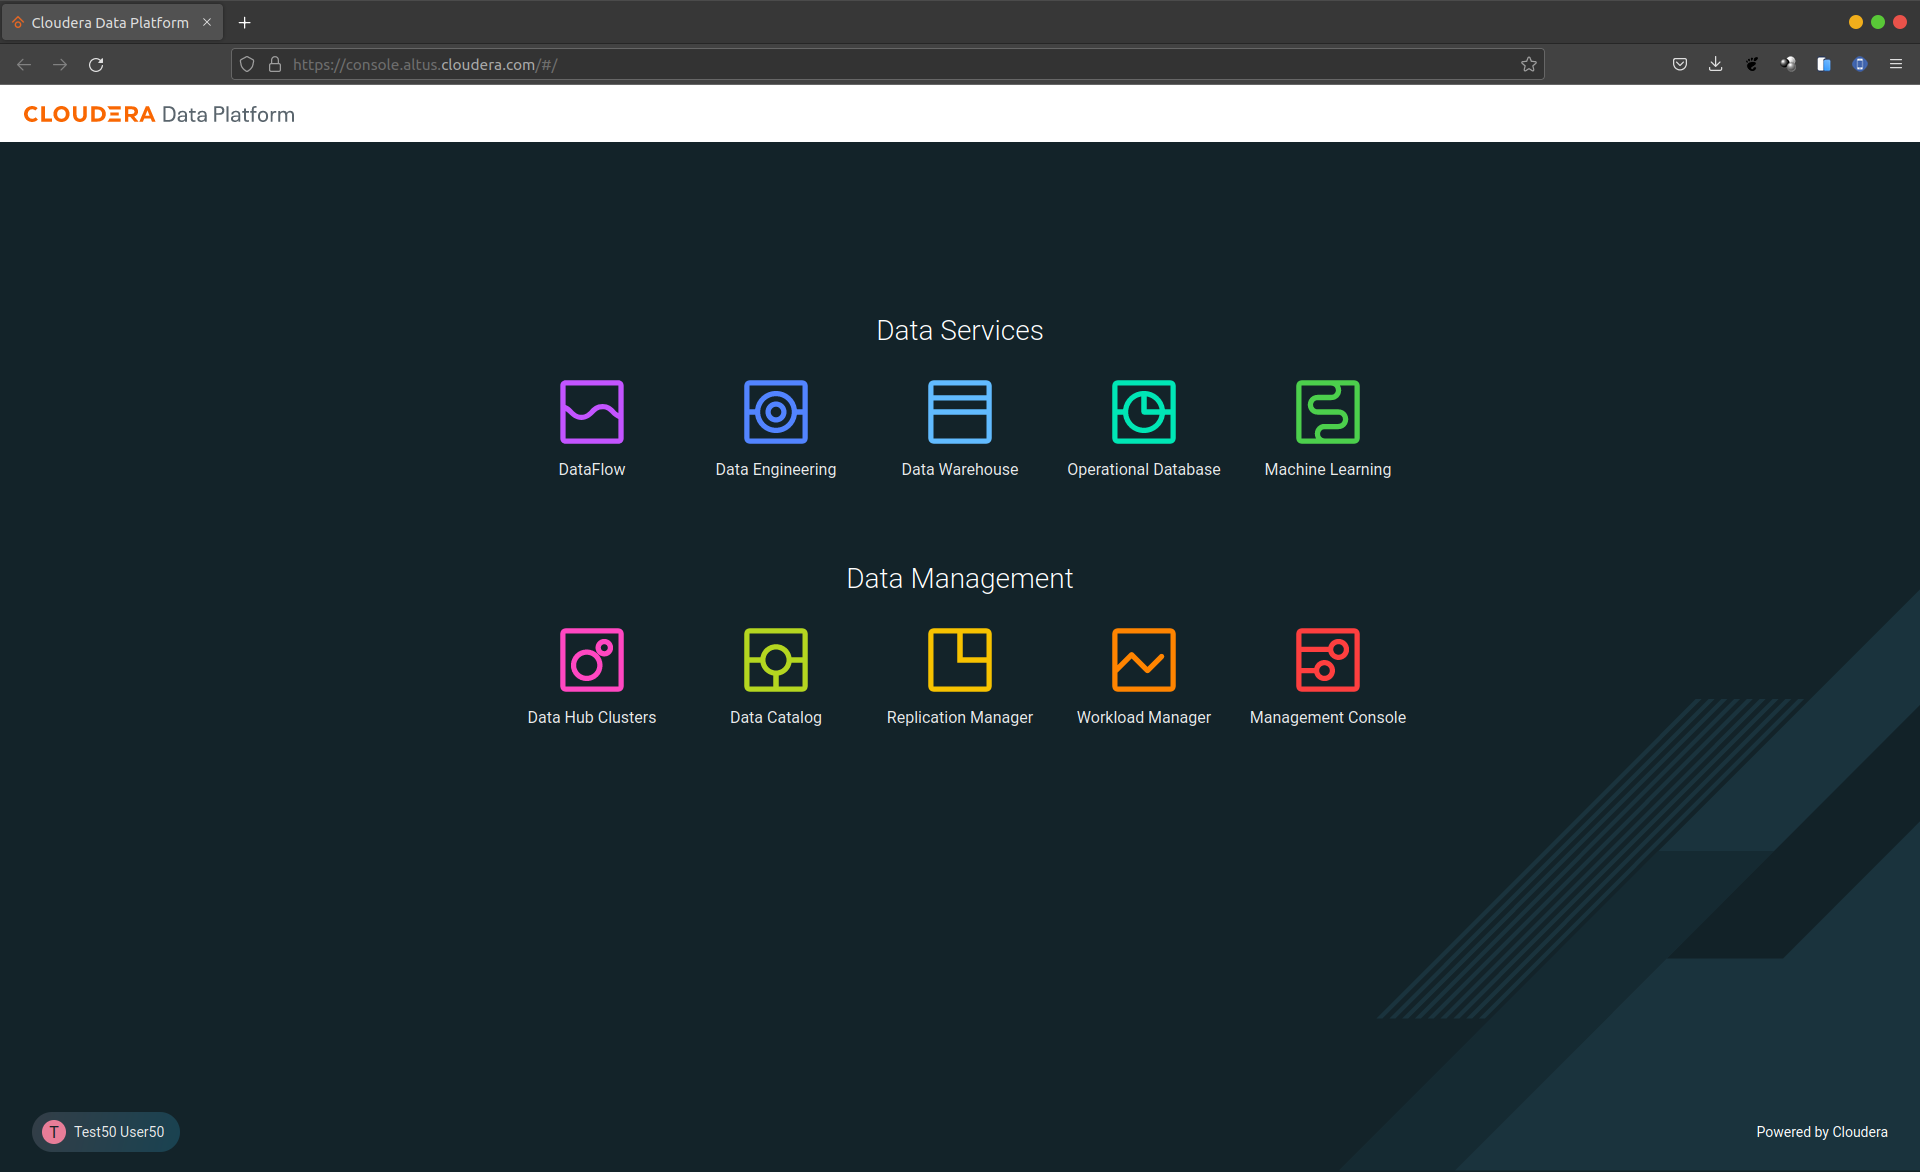 Cloudera Data Platform
https://console.altus.cloudera.com/#/
CLOUDERA Data Platform
Data Services
DataFlow
Data Engineering
Data Warehouse
Operational Database
Machine Learning
Data Management
Data Hub Clusters
Data Catalog
Replication Manager
Workload Manager
Management Console
T Test50 User50
Powered by Cloudera